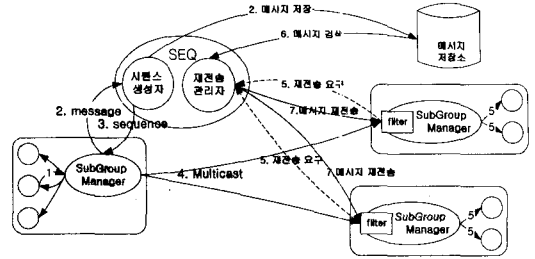 2. 메시지 저장
6. 메시지 검색
메시지
저장소
SEQ
시퀀스
생성자
재전송
관리자
5. 재전송 요구
2. message
3. sequence
7.메시지 재전송
filter
SubGroup
Manager
5
5
1
SubGroup
Manager
4. Multicast
5. 재전송 요구
7.메시지 재전송
filter
SubGroup
Manager
5
5